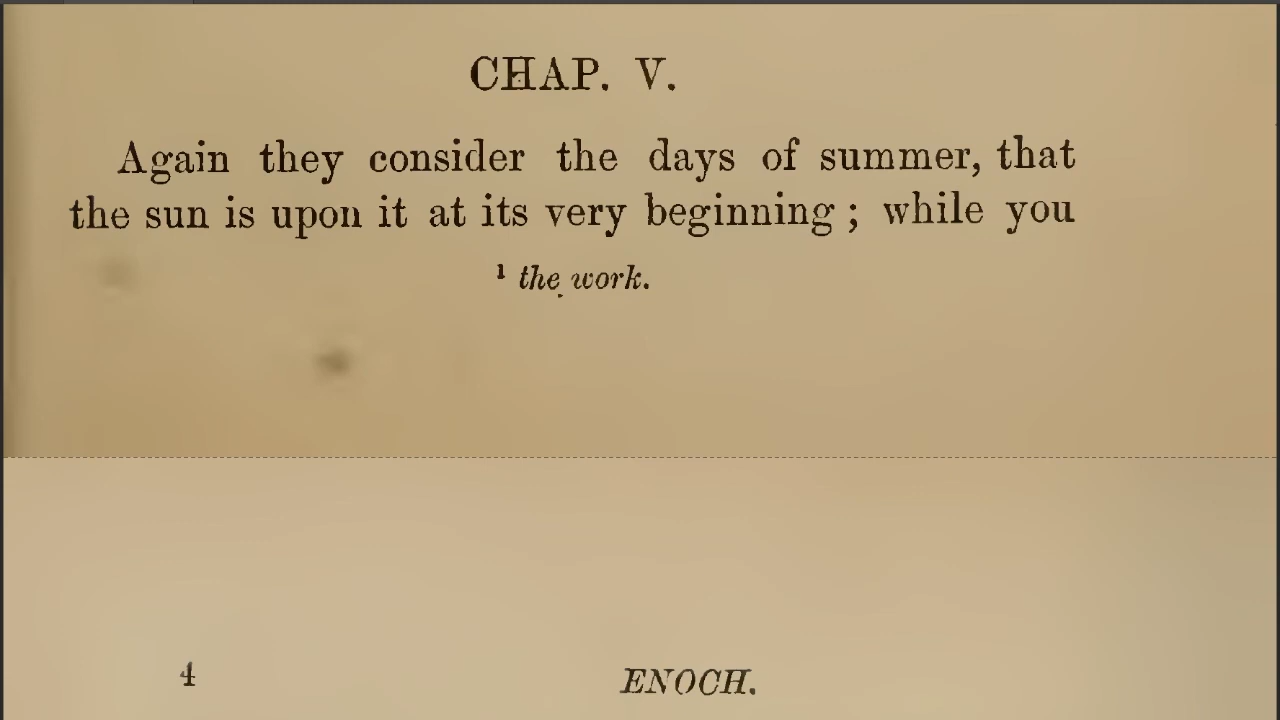 CHAP. V.
Again they consider the days of summer, that
the sun is upon it at its very beginning ; while you
¹ the work.
4 ENOCH.